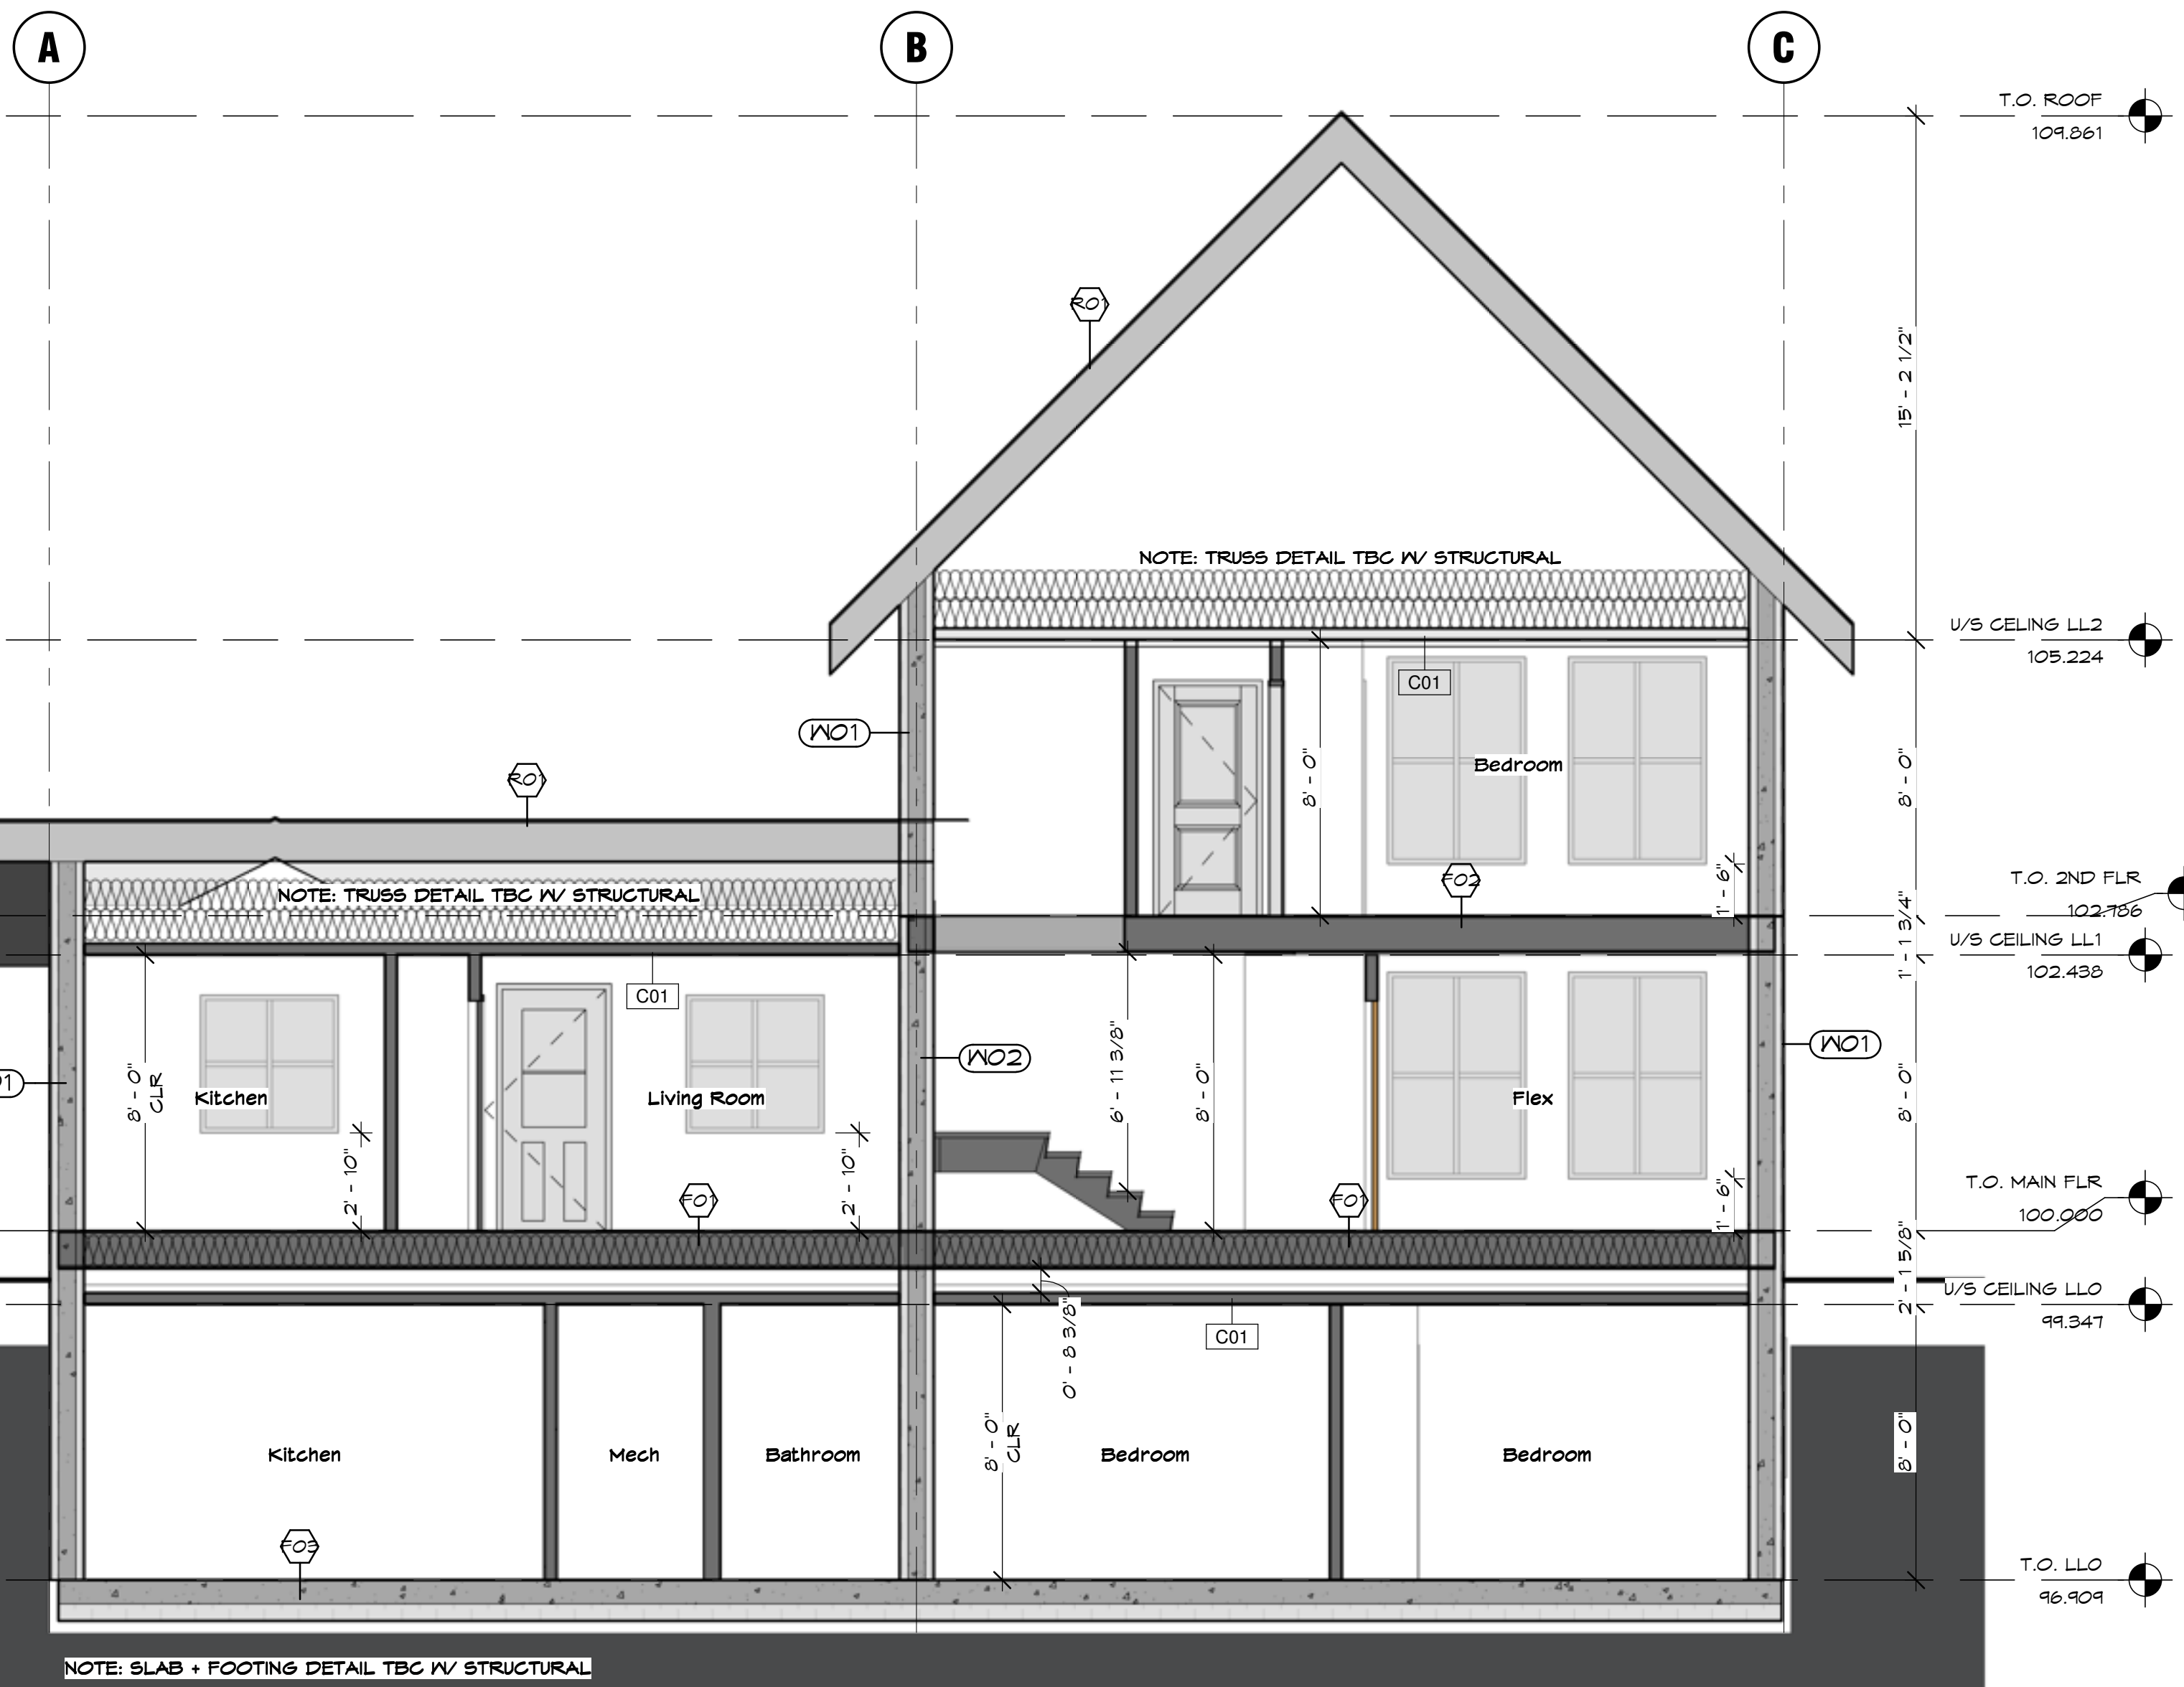 A
B
C
T.O. ROOF
109.861
R01
15' - 2 1/2"
NOTE: TRUSS DETAIL TBC W/ STRUCTURAL
U/S CELING LL2
105.224
C01
W01
8' - 0"
Bedroom
8' - 0"
R01
1' - 6"
F02
T.O. 2ND FLR
102.786
NOTE: TRUSS DETAIL TBC W/ STRUCTURAL
1' - 1 3/4"
U/S CEILING LL1
102.438
C01
W01
W02
8' - 0"
CLR
Kitchen
Living Room
6' - 11 3/8"
8' - 0"
Flex
8' - 0"
2' - 10"
2' - 10"
F01
F01
1' - 6"
T.O. MAIN FLR
100.000
2' - 1 5/8"
U/S CEILING LL0
99.347
0' - 8 3/8"
C01
8' - 0"
CLR
8' - 0"
Kitchen
Mech
Bathroom
Bedroom
Bedroom
F03
T.O. LL0
96.909
NOTE: SLAB + FOOTING DETAIL TBC W/ STRUCTURAL